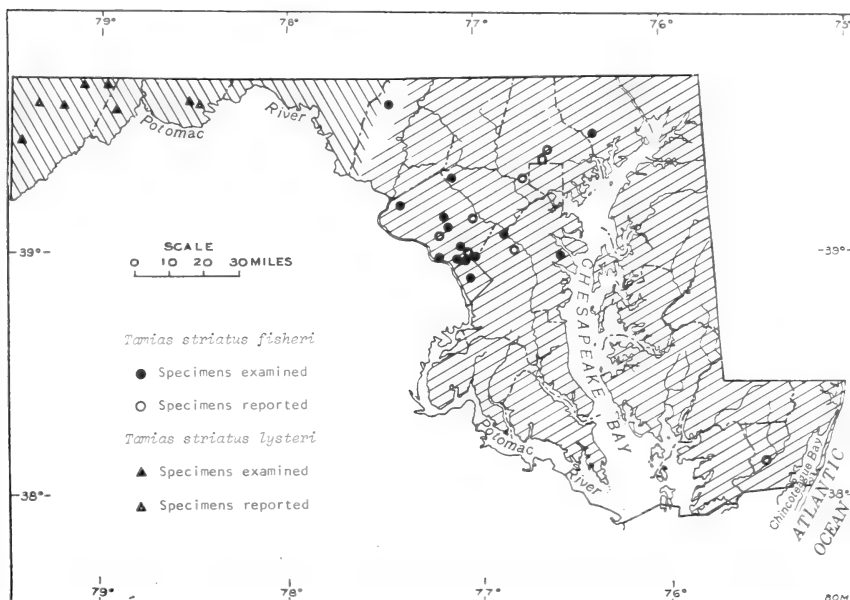 79° 78° 77° 76° 75
Potomac
River
39°
-39°-
SCALE
0 10 20 30 MILES
CHESAPEAKE BAY
Tamias striatus fisheri
Specimens examined
Specimens reported
Tamias striatus lysteri
Specimens examined
Specimens reported
Potomac
River
Chincoteague Bay
ATLANTIC
OCEAN
38°
38°
79° 78° 77° 76°